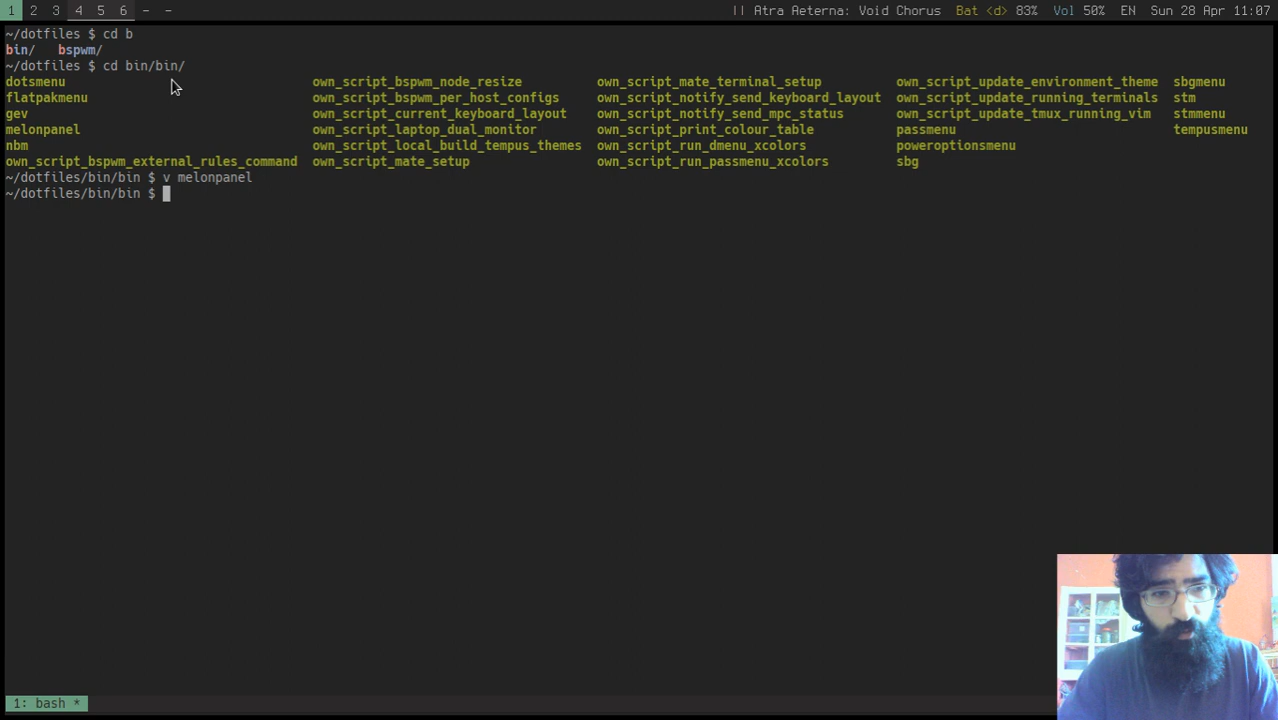 1 2 3 4 5 6 - - || Atra Aeterna: Void Chorus Bat <d> 83% Vol 50% EN Sun 28 Apr 11:07
~/dotfiles $ cd b
bin/ bspwm/
~/dotfiles $ cd bin/bin/
dotsmenu own_script_bspwm_node_resize own_script_mate_terminal_setup own_script_update_environment_theme sbgmenu
flatpakmenu own_script_bspwm_per_host_configs own_script_notify_send_keyboard_layout own_script_update_running_terminals stm
gev own_script_current_keyboard_layout own_script_notify_send_mpc_status own_script_update_tmux_running_vim stmmenu
melonpanel own_script_laptop_dual_monitor own_script_print_colour_table passmenu tempusmenu
nbm own_script_local_build_tempus_themes own_script_run_dmenu_xcolors poweroptionsmenu
own_script_bspwm_external_rules_command own_script_mate_setup own_script_run_passmenu_xcolors sbg
~/dotfiles/bin/bin $ v melonpanel
~/dotfiles/bin/bin $
1: bash *